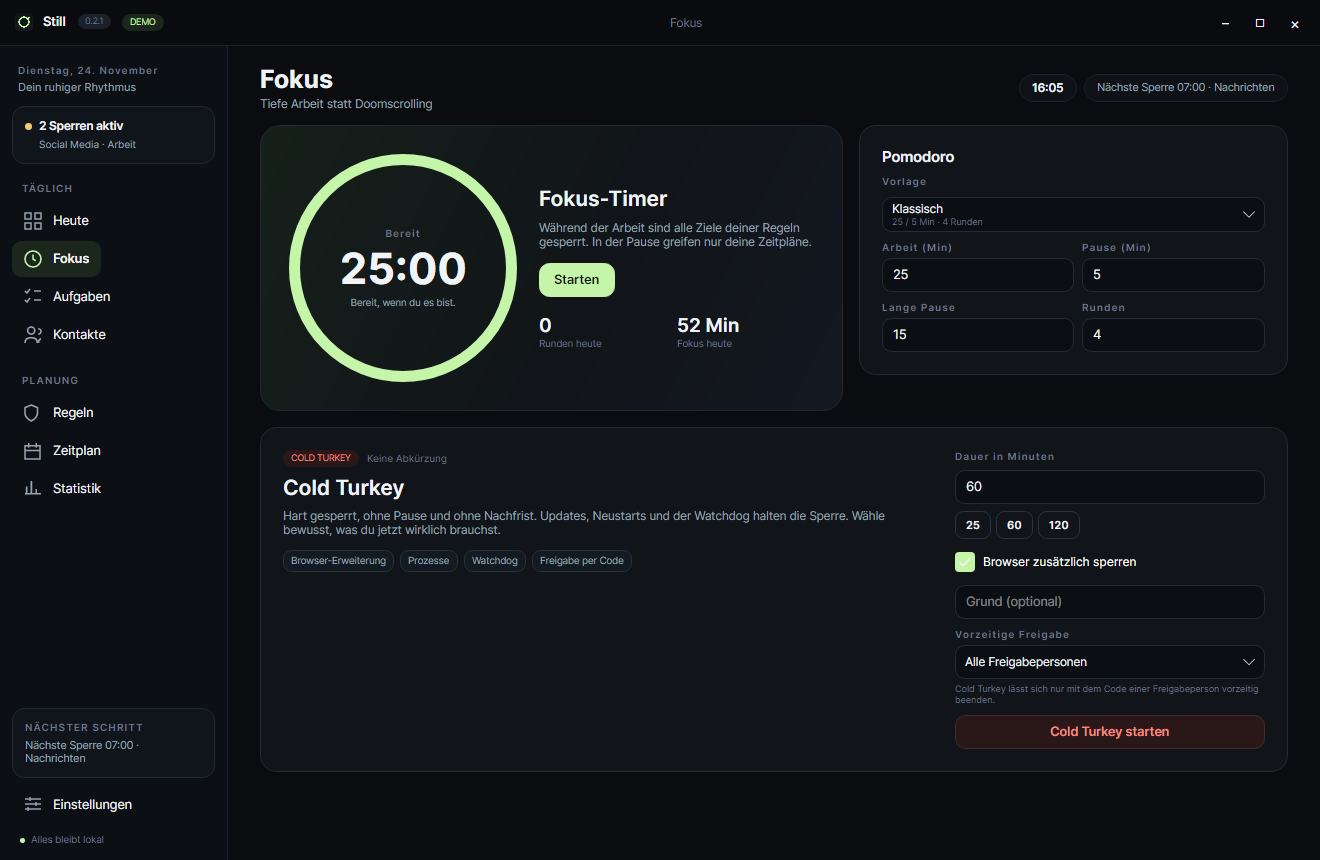 Still 0.2.1 DEMO
Fokus
Dienstag, 24. November
Dein ruhiger Rhythmus
2 Sperren aktiv
Social Media · Arbeit
TÄGLICH
Heute
Fokus
Aufgaben
Kontakte
PLANUNG
Regeln
Zeitplan
Statistik
NÄCHSTER SCHRITT
Nächste Sperre 07:00 ·
Nachrichten
Einstellungen
Alles bleibt lokal
Fokus
Tiefe Arbeit statt Doomscrolling
16:05
Nächste Sperre 07:00 · Nachrichten
Bereit
25:00
Bereit, wenn du es bist.
Fokus-Timer
Während der Arbeit sind alle Ziele deiner Regeln
gesperrt. In der Pause greifen nur deine Zeitpläne.
Starten
0
Runden heute
52 Min
Fokus heute
Pomodoro
Vorlage
Klassisch
25 / 5 Min · 4 Runden
Arbeit (Min)
25
Pause (Min)
5
Lange Pause
15
Runden
4
COLD TURKEY Keine Abkürzung
Cold Turkey
Hart gesperrt, ohne Pause und ohne Nachfrist. Updates, Neustarts und der Watchdog halten die Sperre. Wähle
bewusst, was du jetzt wirklich brauchst.
Browser-Erweiterung Prozesse Watchdog Freigabe per Code
Dauer in Minuten
60
25 60 120
Browser zusätzlich sperren
Grund (optional)
Vorzeitige Freigabe
Alle Freigabepersonen
Cold Turkey lässt sich nur mit dem Code einer Freigabeperson vorzeitig
beenden.
Cold Turkey starten